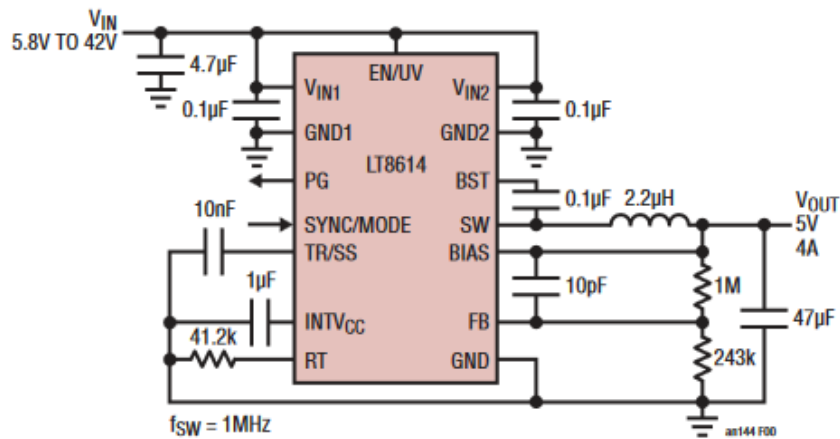 VIN
5.8V TO 42V
4.7µF
EN/UV
VIN1
VIN2
0.1µF
0.1µF
GND1
GND2
LT8614
PG
BST
0.1µF
2.2µH
VOUT
5V
4A
10nF
SYNC/MODE
SW
TR/SS
BIAS
1µF
10pF
1M
INTVCC
FB
47µF
41.2k
RT
GND
243k
fSW = 1MHz
an144 F00